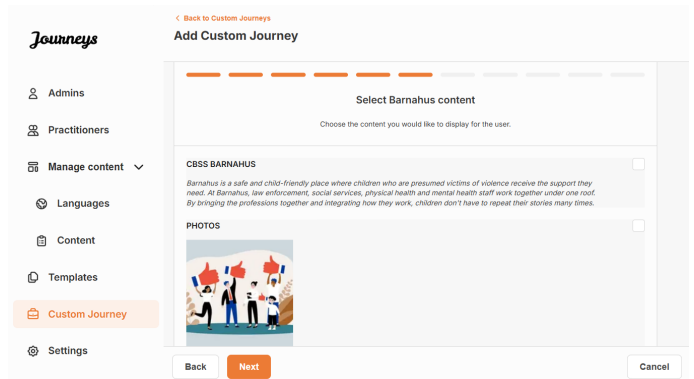 Back to Custom Journeys
Journeys
Add Custom Journey
Admins
Practitioners
Manage content
Languages
Content
Templates
Custom Journey
Settings
Select Barnahus content
Choose the content you would like to display for the user.
CBSS BARNAHUS
Barnahus is a safe and child-friendly place where children who are presumed victims of violence receive the support they
need. At Barnahus, law enforcement, social services, physical health and mental health staff work together under one roof.
By bringing the professions together and integrating how they work, children don't have to repeat their stories many times.
PHOTOS
Back
Next
Cancel